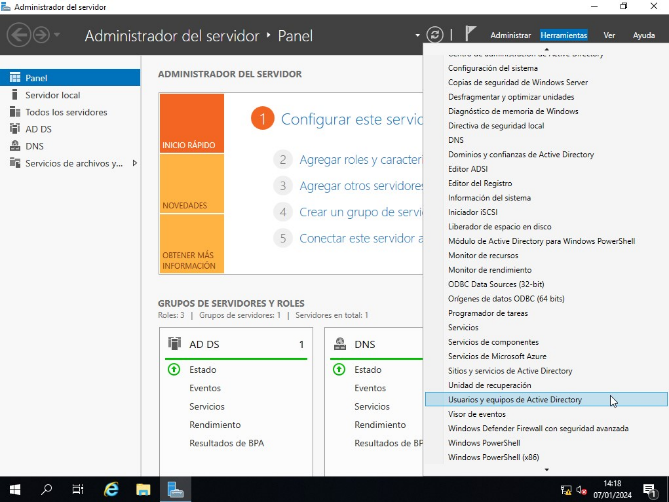 Administrador del servidor
Administrador del servidor • Panel
Administrar Herramientas Ver Ayuda
Panel
Servidor local
Todos los servidores
AD DS
DNS
Servicios de archivos y...
ADMINISTRADOR DEL SERVIDOR
INICIO RÁPIDO
NOVEDADES
OBTENER MÁS
INFORMACIÓN
1 Configurar este servid
2 Agregar roles y caracterí
3 Agregar otros servidores
4 Crear un grupo de servi
5 Conectar este servidor a
GRUPOS DE SERVIDORES Y ROLES
Roles: 3 | Grupos de servidores: 1 | Servidores en total: 1
AD DS 1
Estado
Eventos
Servicios
Rendimiento
Resultados de BPA
DNS
Estado
Eventos
Servicios
Rendimiento
Resultados de BP
Centro de administración de Active Directory
Configuración del sistema
Copias de seguridad de Windows Server
Desfragmentar y optimizar unidades
Diagnóstico de memoria de Windows
Directiva de seguridad local
DNS
Dominios y confianzas de Active Directory
Editor ADSI
Editor del Registro
Información del sistema
Iniciador iSCSI
Liberador de espacio en disco
Módulo de Active Directory para Windows PowerShell
Monitor de recursos
Monitor de rendimiento
ODBC Data Sources (32-bit)
Orígenes de datos ODBC (64 bits)
Programador de tareas
Servicios
Servicios de componentes
Servicios de Microsoft Azure
Sitios y servicios de Active Directory
Unidad de recuperación
Usuarios y equipos de Active Directory
Visor de eventos
Windows Defender Firewall con seguridad avanzada
Windows PowerShell
Windows PowerShell (x86)
14:18
07/01/2024
1